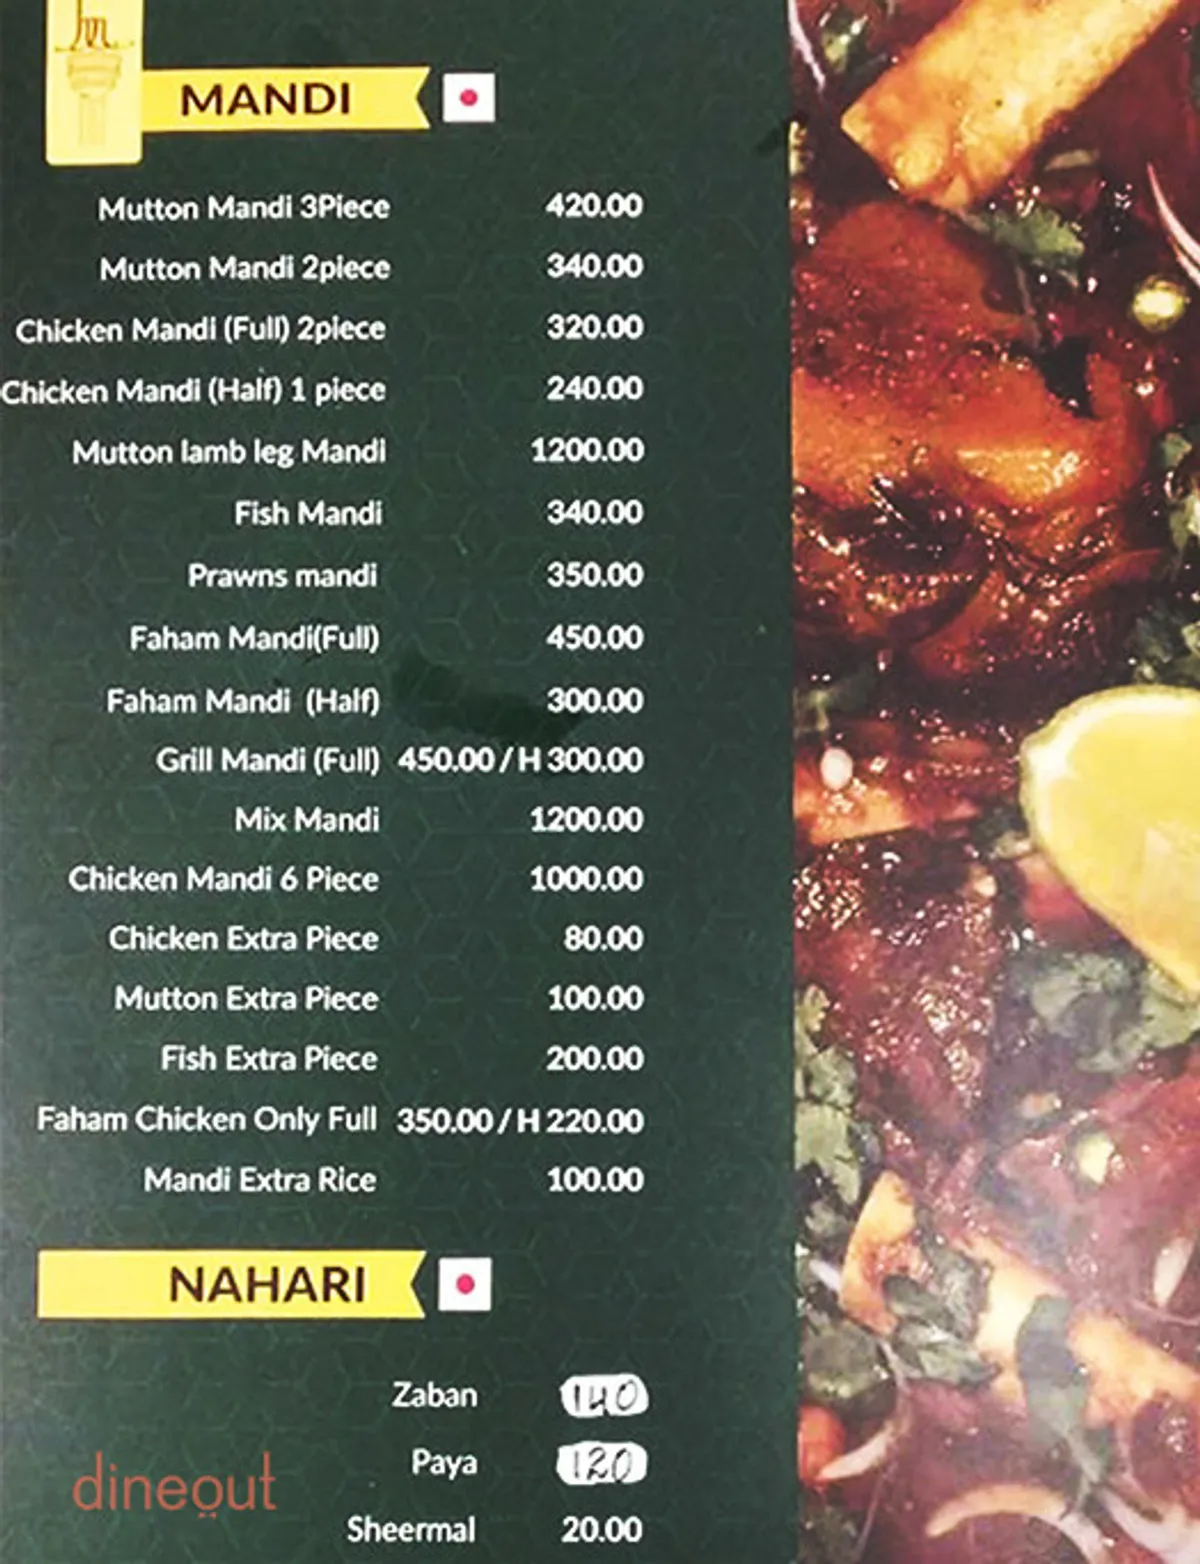 hn
MANDI
Mutton Mandi 3Piece 420.00
Mutton Mandi 2piece 340.00
Chicken Mandi (Full) 2piece 320.00
Chicken Mandi (Half) 1 piece 240.00
Mutton lamb leg Mandi 1200.00
Fish Mandi 340.00
Prawns mandi 350.00
Faham Mandi(Full) 450.00
Faham Mandi (Half) 300.00
Grill Mandi (Full) 450.00 / H 300.00
Mix Mandi 1200.00
Chicken Mandi 6 Piece 1000.00
Chicken Extra Piece 80.00
Mutton Extra Piece 100.00
Fish Extra Piece 200.00
Faham Chicken Only Full 350.00 / H 220.00
Mandi Extra Rice 100.00
NAHARI
Zaban 140
Paya 120
Sheermal 20.00
dineout